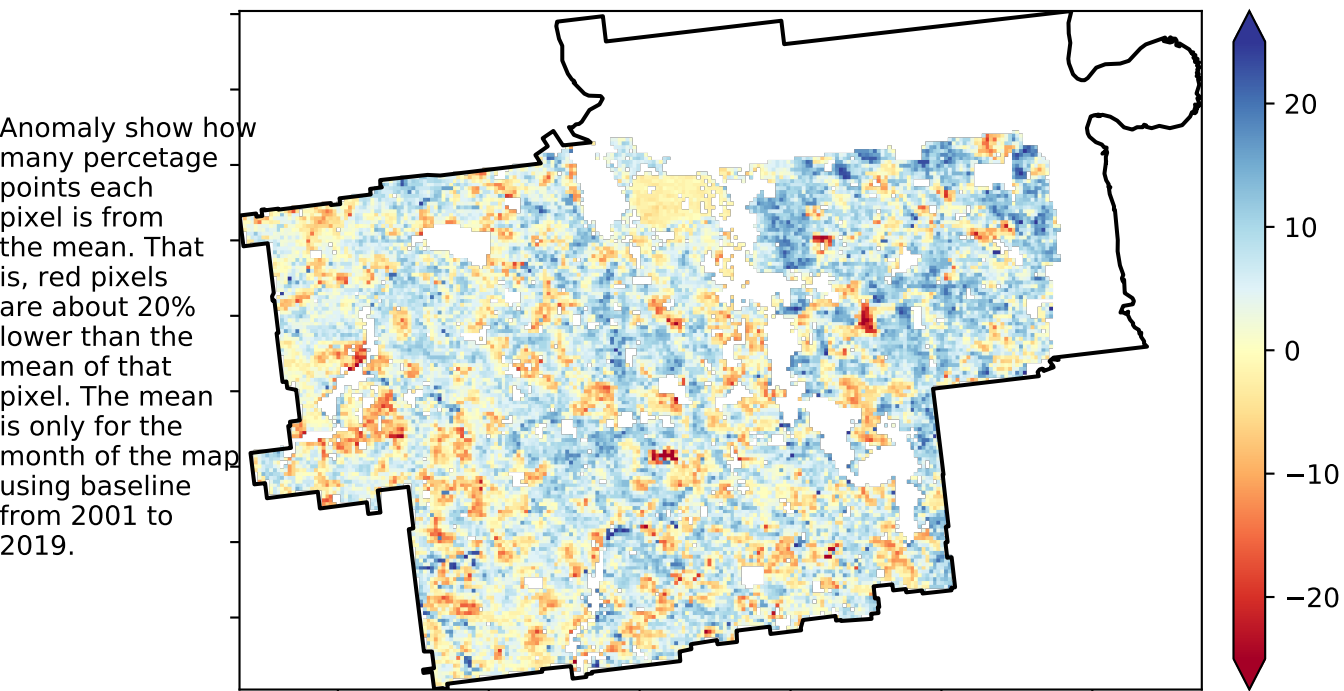 Anomaly show how
many percetage
points each
pixel is from
the mean. That
is, red pixels
are about 20%
lower than the
mean of that
pixel. The mean
is only for the
month of the map
using baseline
from 2001 to
2019.
20
10
0
−10
−20